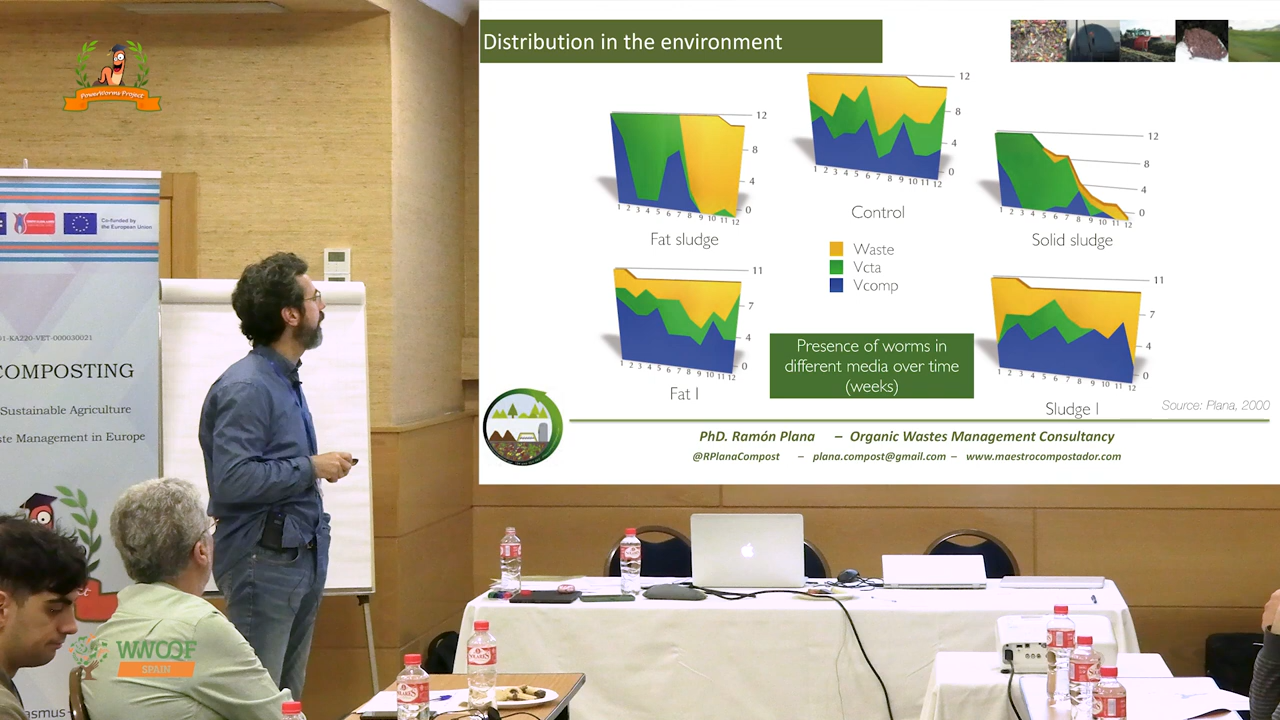 PowerWorms Project
Co-funded by
the European Union
01-KA220-VET-000030021
COMPOSTING
Sustainable Agriculture
ste Management in Europe
WWOOF
SPAIN
asmus+
Distribution in the environment
12
8
4
0
1 2 3 4 5 6 7 8 9 10 11 12
Fat sludge
12
8
4
0
1 2 3 4 5 6 7 8 9 10 11 12
Control
12
8
4
0
1 2 3 4 5 6 7 8 9 10 11 12
Solid sludge
Waste
Vcta
Vcomp
11
7
4
0
1 2 3 4 5 6 7 8 9 10 11 12
Fat I
Presence of worms in
different media over time
(weeks)
11
7
4
0
1 2 3 4 5 6 7 8 9 10 11 12
Sludge I
Source: Plana, 2000
PhD. Ramón Plana – Organic Wastes Management Consultancy
@RPlanaCompost – plana.compost@gmail.com – www.maestrocompostador.com